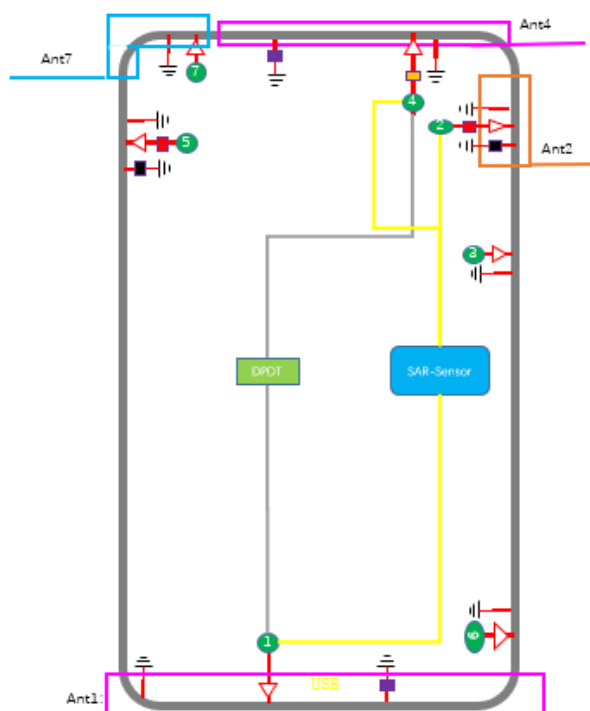 Ant4
Ant7
7
4
2
5
Ant2
3
DPDT
SAR-Sensor
6
1
USB
Ant1: